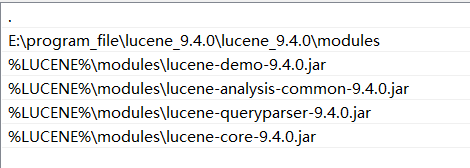 .
E:\program_file\lucene_9.4.0\lucene_9.4.0\modules
%LUCENE%\modules\lucene-demo-9.4.0.jar
%LUCENE%\modules\lucene-analysis-common-9.4.0.jar
%LUCENE%\modules\lucene-queryparser-9.4.0.jar
%LUCENE%\modules\lucene-core-9.4.0.jar